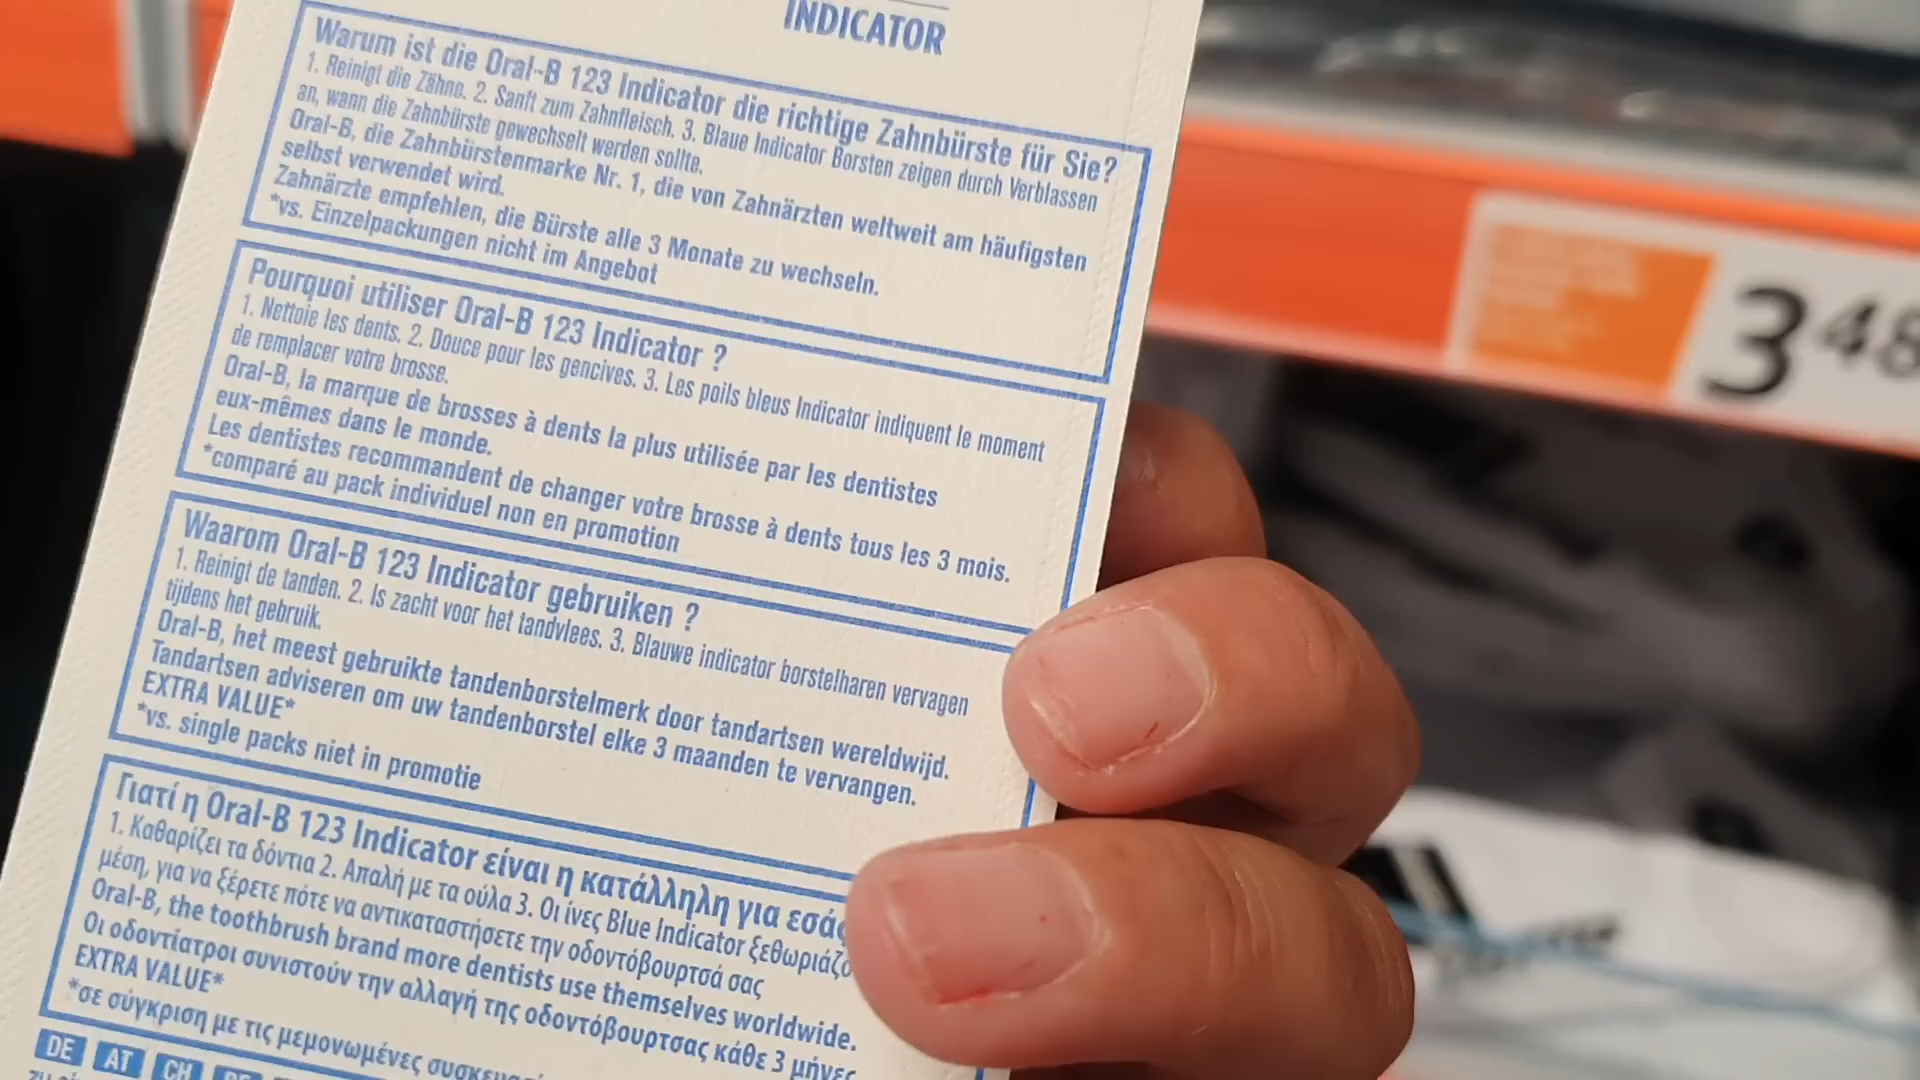 INDICATOR
Warum ist die Oral-B 123 Indicator die richtige Zahnbürste für Sie?
1. Reinigt die Zähne. 2. Sanft zum Zahnfleisch. 3. Blaue Indicator Borsten zeigen durch Verblassen
an, wann die Zahnbürste gewechselt werden sollte.
Oral-B, die Zahnbürstenmarke Nr. 1, die von Zahnärzten weltweit am häufigsten
selbst verwendet wird.
Zahnärzte empfehlen, die Bürste alle 3 Monate zu wechseln.
*vs. Einzelpackungen nicht im Angebot
Pourquoi utiliser Oral-B 123 Indicator ?
1. Nettoie les dents. 2. Douce pour les gencives. 3. Les poils bleus Indicator indiquent le moment
de remplacer votre brosse.
Oral-B, la marque de brosses à dents la plus utilisée par les dentistes
eux-mêmes dans le monde.
Les dentistes recommandent de changer votre brosse à dents tous les 3 mois.
*comparé au pack individuel non en promotion
Waarom Oral-B 123 Indicator gebruiken ?
1. Reinigt de tanden. 2. Is zacht voor het tandvlees. 3. Blauwe indicator borstelharen vervagen
tijdens het gebruik.
Oral-B, het meest gebruikte tandenborstelmerk door tandartsen wereldwijd.
Tandartsen adviseren om uw tandenborstel elke 3 maanden te vervangen.
EXTRA VALUE*
*vs. single packs niet in promotie
Γιατί η Oral-B 123 Indicator είναι η κατάλληλη για εσάς
1. Καθαρίζει τα δόντια 2. Απαλή με τα ούλα 3. Οι ίνες Blue Indicator ξεθωριάζο
μέση, για να ξέρετε πότε να αντικαταστήσετε την οδοντόβουρτσά σας
Oral-B, the toothbrush brand more dentists use themselves worldwide.
Οι οδοντίατροι συνιστούν την αλλαγή της οδοντόβουρτσας κάθε 3 μήνες
EXTRA VALUE*
*σε σύγκριση με τις μεμονωμένες
DE AT CH
3 48